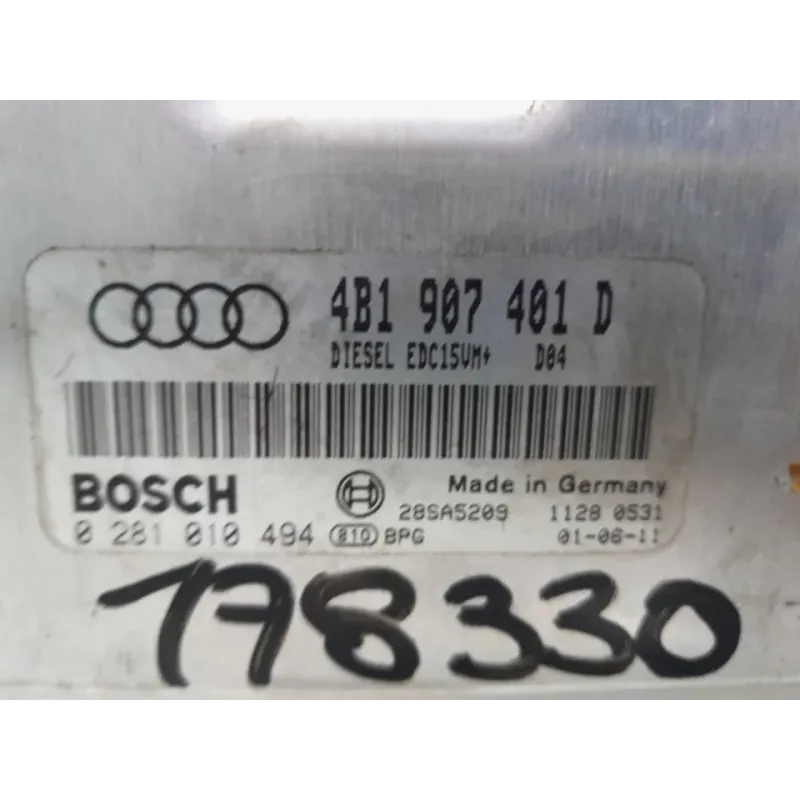 4B1 907 401 D
DIESEL EDC15VM+ D04
BOSCH Made in Germany
28SA5209 1128 0531
0 281 010 494 810 BPG 01-06-11
178330